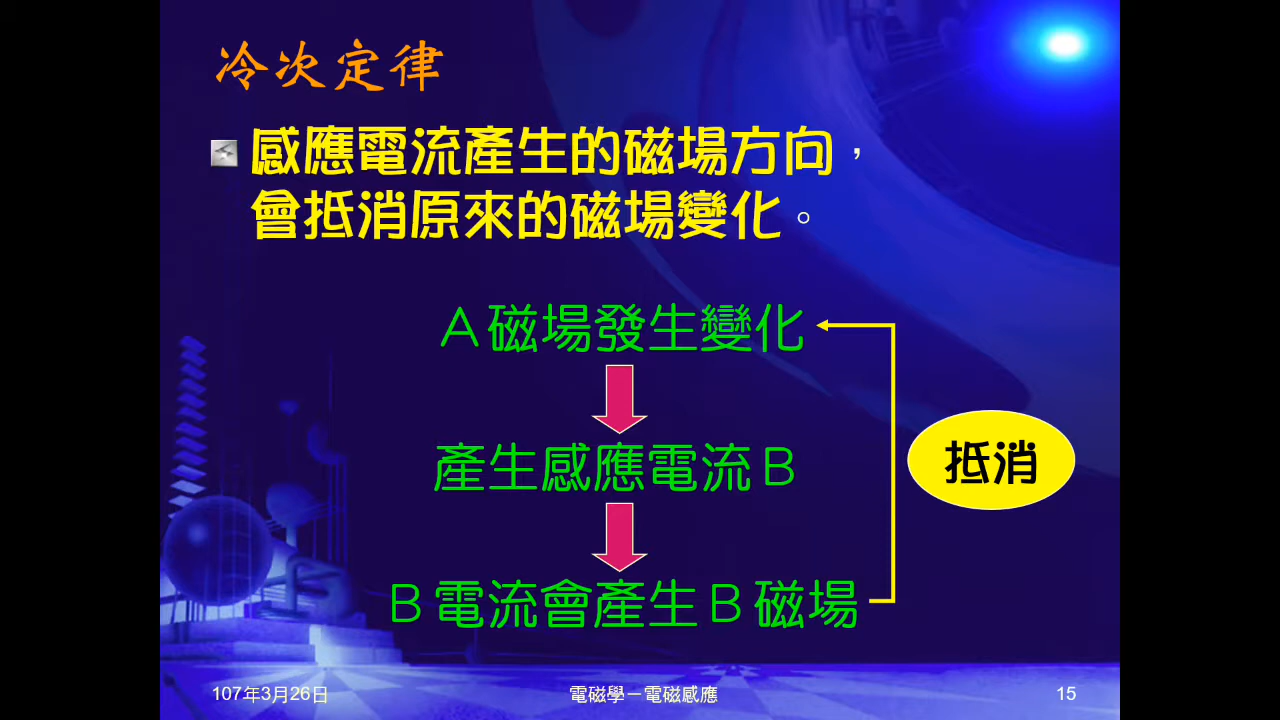 冷次定律
感應電流產生的磁場方向，
會抵消原來的磁場變化。
A磁場發生變化
產生感應電流B
抵消
B電流會產生B磁場
107年3月26日
電磁學－電磁感應
15